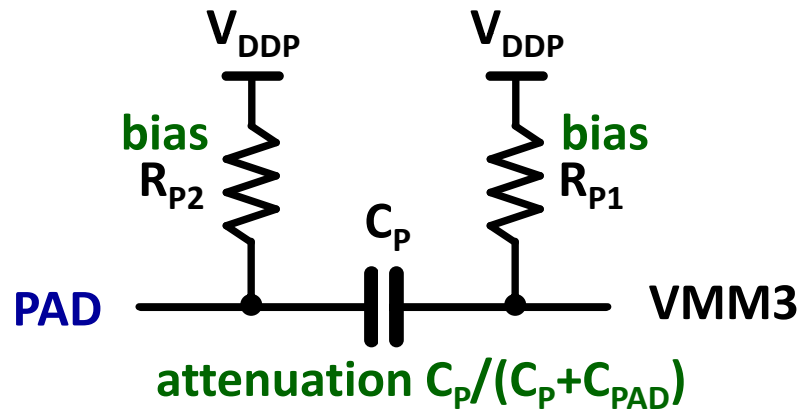 VDDP VDDP
bias bias
RP2 RP1
CP
PAD VMM3
attenuation CP/(CP+CPAD)